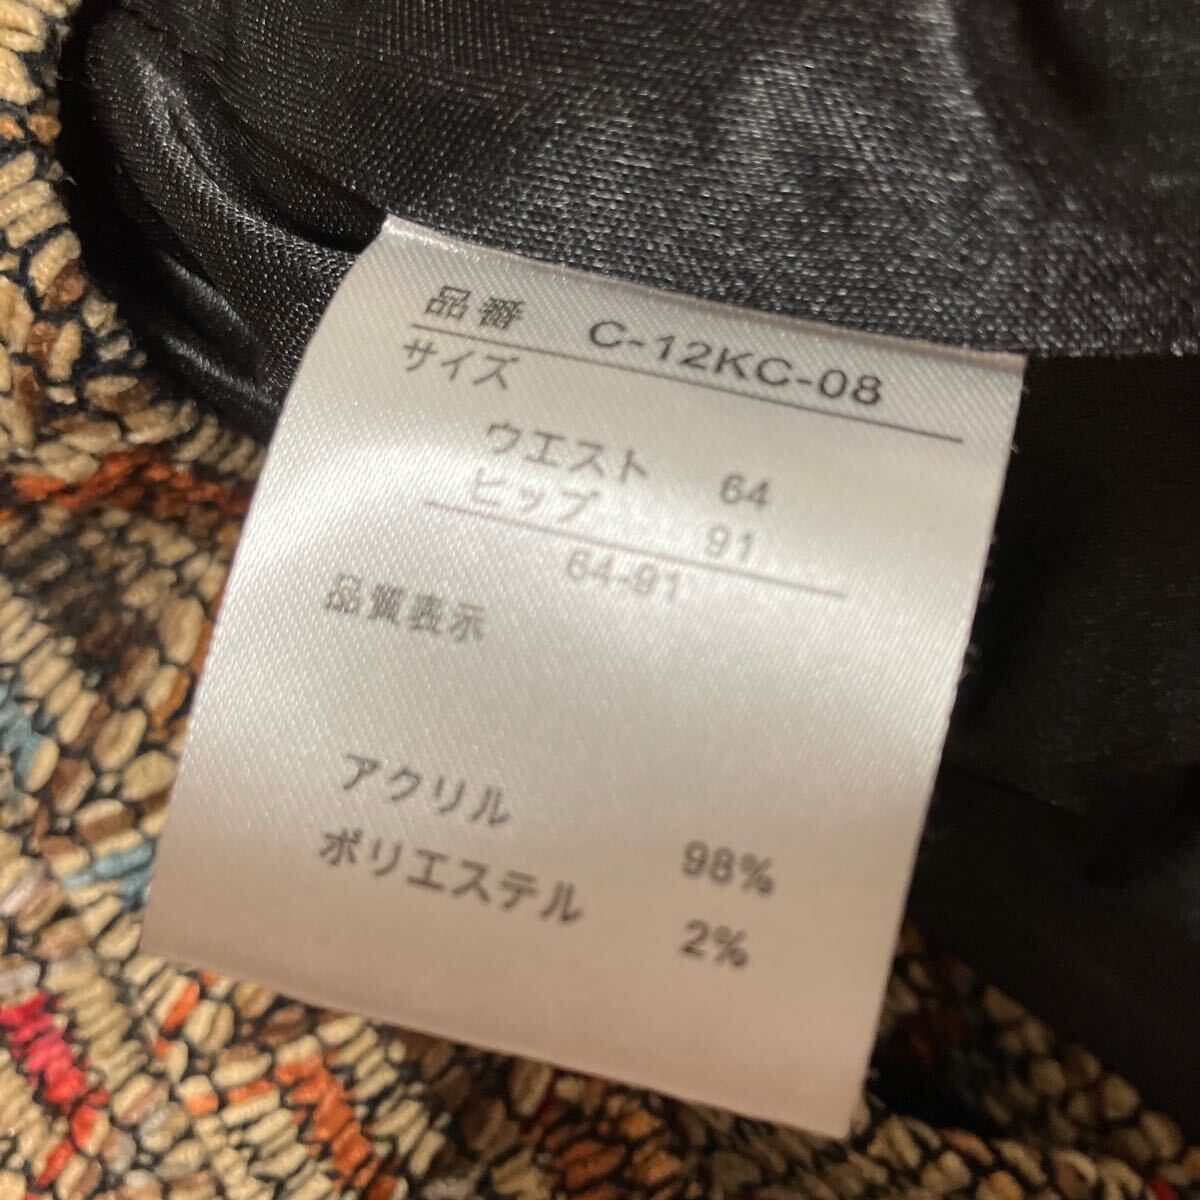 品番 C-12KC-08
サイズ
ウエスト 64
ヒップ 91
64-91
品質表示
アクリル 98%
ポリエステル 2%